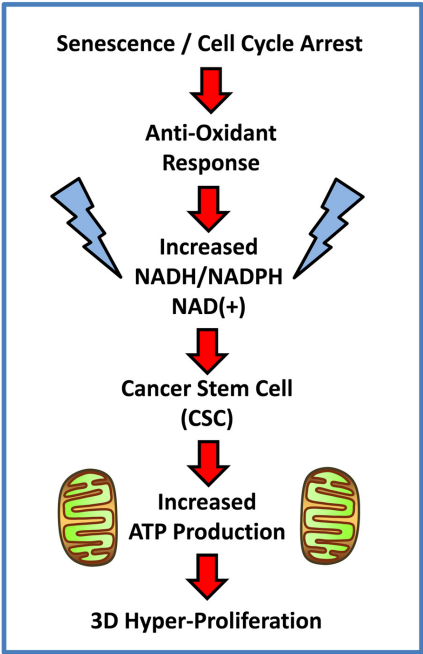 Senescence / Cell Cycle Arrest
Anti-Oxidant
Response
Increased
NADH/NADPH
NAD(+)
Cancer Stem Cell
(CSC)
Increased
ATP Production
3D Hyper-Proliferation